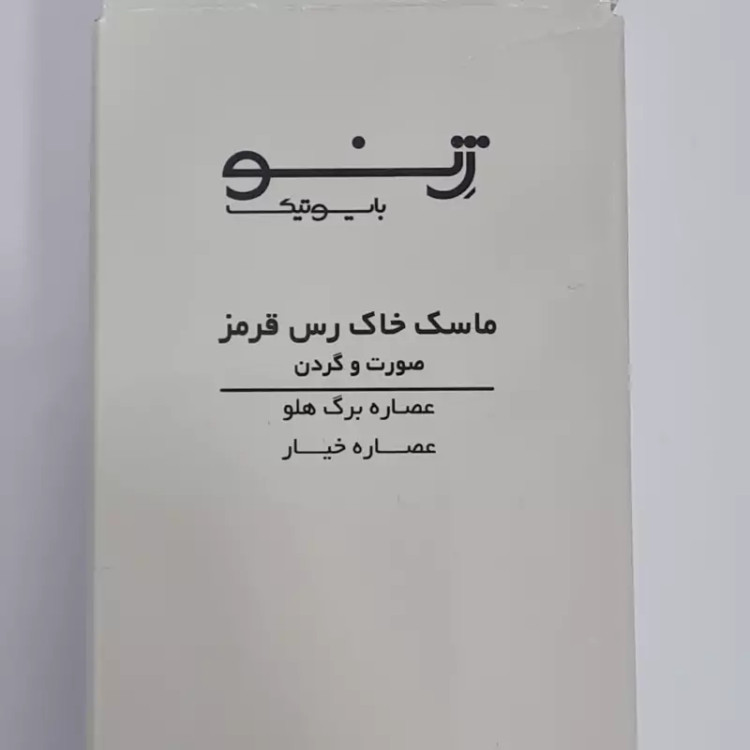 ژنو
بایوتیک
ماسک خاک رس قرمز
صورت و گردن
عصاره برگ هلو
عصاره خیار